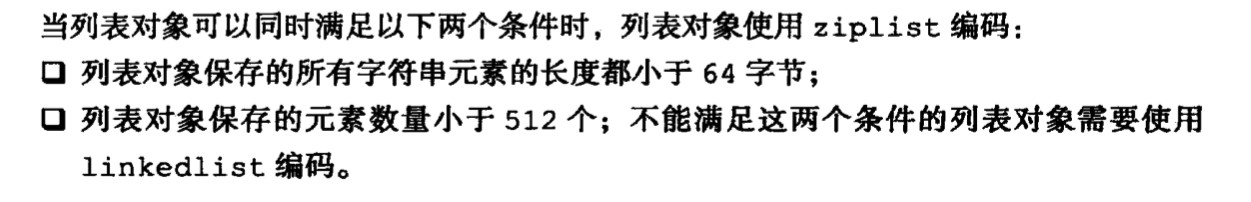 当列表对象可以同时满足以下两个条件时，列表对象使用 ziplist 编码：
❑ 列表对象保存的所有字符串元素的长度都小于 64 字节；
❑ 列表对象保存的元素数量小于 512 个；不能满足这两个条件的列表对象需要使用
linkedlist 编码。